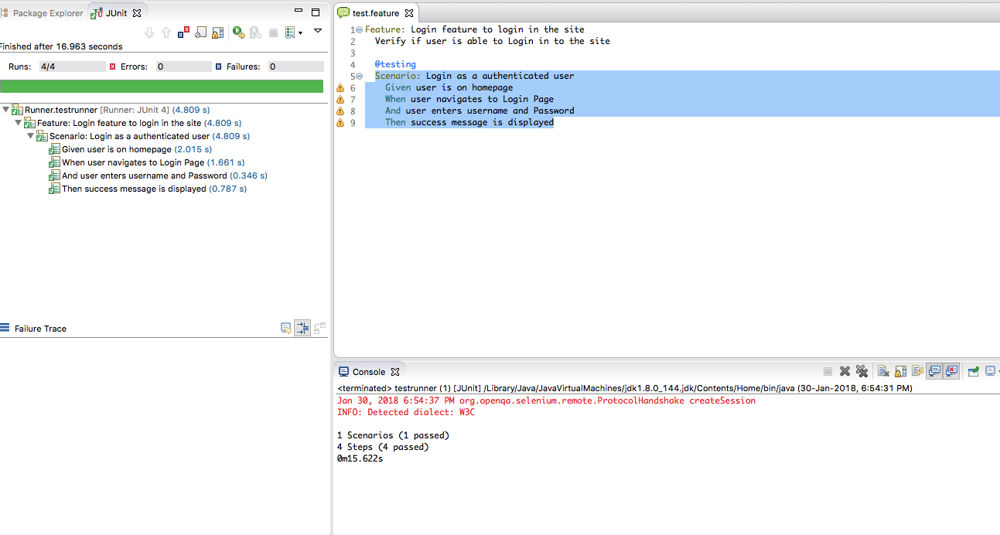 Package Explorer JUnit
Finished after 16.963 seconds
Runs: 4/4 Errors: 0 Failures: 0
Runner.testrunner [Runner: JUnit 4] (4.809 s)
Feature: Login feature to login in the site (4.809 s)
Scenario: Login as a authenticated user (4.809 s)
Given user is on homepage (2.015 s)
When user navigates to Login Page (1.661 s)
And user enters username and Password (0.346 s)
Then success message is displayed (0.787 s)
Failure Trace
test.feature
1 Feature: Login feature to login in the site
2 Verify if user is able to Login in to the site
3
4 @testing
5 Scenario: Login as a authenticated user
6 Given user is on homepage
7 When user navigates to Login Page
8 And user enters username and Password
9 Then success message is displayed
Console
<terminated> testrunner (1) [JUnit] /Library/Java/JavaVirtualMachines/jdk1.8.0_144.jdk/Contents/Home/bin/java (30-Jan-2018, 6:54:31 PM)
Jan 30, 2018 6:54:37 PM org.openqa.selenium.remote.ProtocolHandshake createSession
INFO: Detected dialect: W3C
1 Scenarios (1 passed)
4 Steps (4 passed)
0m15.622s